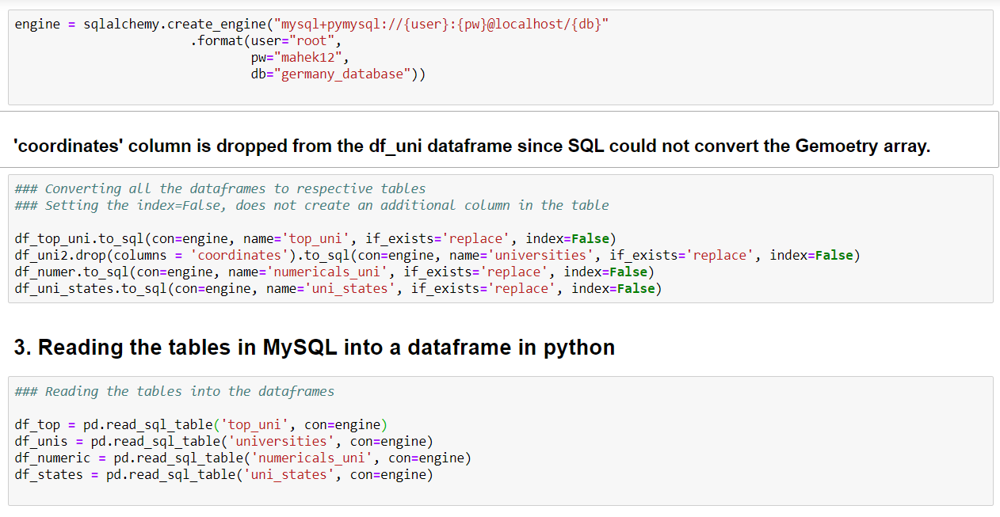 engine = sqlalchemy.create_engine("mysql+pymysql://{user}:{pw}@localhost/{db}"
.format(user="root",
pw="mahek12",
db="germany_database"))
'coordinates' column is dropped from the df_uni dataframe since SQL could not convert the Gemoetry array.
### Converting all the dataframes to respective tables
### Setting the index=False, does not create an additional column in the table
df_top_uni.to_sql(con=engine, name='top_uni', if_exists='replace', index=False)
df_uni2.drop(columns = 'coordinates').to_sql(con=engine, name='universities', if_exists='replace', index=False)
df_numer.to_sql(con=engine, name='numericals_uni', if_exists='replace', index=False)
df_uni_states.to_sql(con=engine, name='uni_states', if_exists='replace', index=False)
3. Reading the tables in MySQL into a dataframe in python
### Reading the tables into the dataframes
df_top = pd.read_sql_table('top_uni', con=engine)
df_unis = pd.read_sql_table('universities', con=engine)
df_numeric = pd.read_sql_table('numericals_uni', con=engine)
df_states = pd.read_sql_table('uni_states', con=engine)